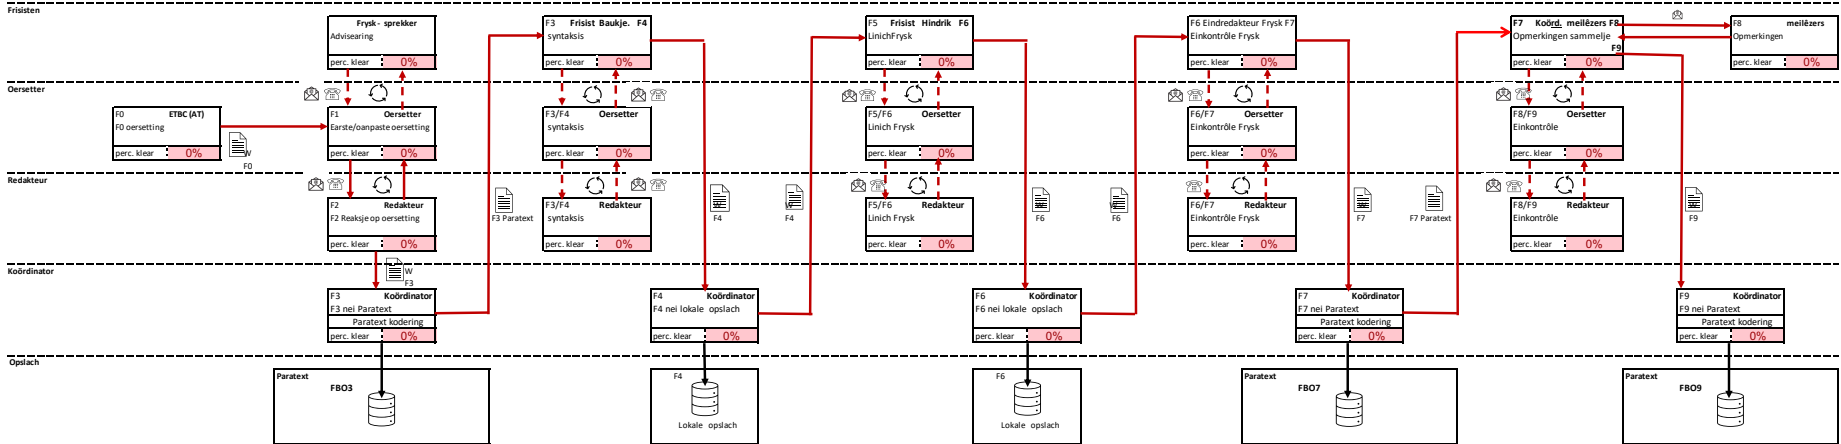 Frisisten
Frysk- sprekker
Advisearing
perc. klear 0%
F3 Frisist Baukje. F4
syntaksis
perc. klear 0%
F5 Frisist Hindrik F6
LinichFrysk
perc. klear 0%
F6 Eindredakteur Frysk F7
Einkontrôle Frysk
perc. klear 0%
F7 Koörd. meilêzers F8
Opmerkingen sammelje
F9
perc. klear 0%
F8 meilêzers
Opmerkingen
perc. klear 0%
Oersetter
F0 ETBC (AT)
F0 oersetting
perc. klear 0%
W
F0
F1 Oersetter
Earste/oanpaste oersetting
perc. klear 0%
F3/F4 Oersetter
syntaksis
perc. klear 0%
F5/F6 Oersetter
Linich Frysk
perc. klear 0%
F6/F7 Oersetter
Einkontrôle Frysk
perc. klear 0%
F8/F9 Oersetter
Einkontrôle
perc. klear 0%
Redakteur
F2 Redakteur
F2 Reaksje op oersetting
perc. klear 0%
F3 Paratext
F3/F4 Redakteur
syntaksis
perc. klear 0%
W
F4
W
F4
F5/F6 Redakteur
Linich Frysk
perc. klear 0%
W
F6
W
F6
F6/F7 Redakteur
Einkontrôle Frysk
perc. klear 0%
W
F7
F7 Paratext
F8/F9 Redakteur
Einkontrôle
perc. klear 0%
W
F9
Koördinator
W
F3
F3 Koördinator
F3 nei Paratext
Paratext kodering
perc. klear 0%
F4 Koördinator
F4 nei lokale opslach
perc. klear 0%
F6 Koördinator
F6 nei lokale opslach
perc. klear 0%
F7 Koördinator
F7 nei Paratext
Paratext kodering
perc. klear 0%
F9 Koördinator
F9 nei Paratext
Paratext kodering
perc. klear 0%
Opslach
Paratext
FBO3
F4
Lokale opslach
F6
Lokale opslach
Paratext
FBO7
Paratext
FBO9